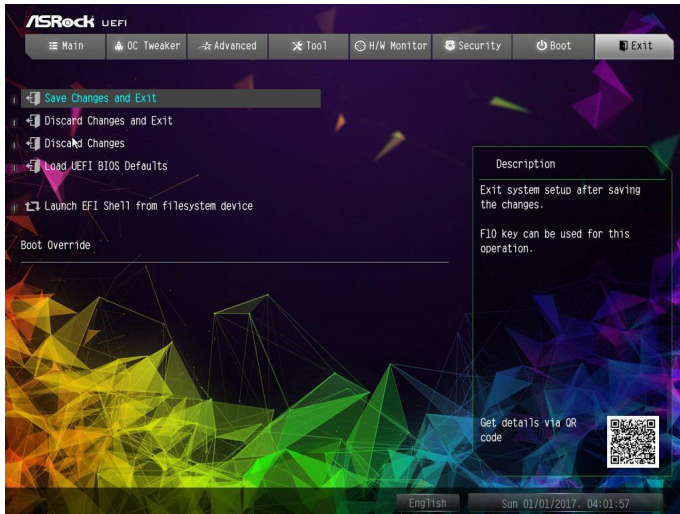 ASRock UEFI
Main
OC Tweaker
Advanced
Tool
H/W Monitor
Security
Boot
Exit
Save Changes and Exit
Discard Changes and Exit
Discard Changes
Load UEFI BIOS Defaults
Launch EFI Shell from filesystem device
Boot Override
Description
Exit system setup after saving
the changes.
F10 key can be used for this
operation.
Get details via QR
code
English
Sun 01/01/2017. 04:01:57